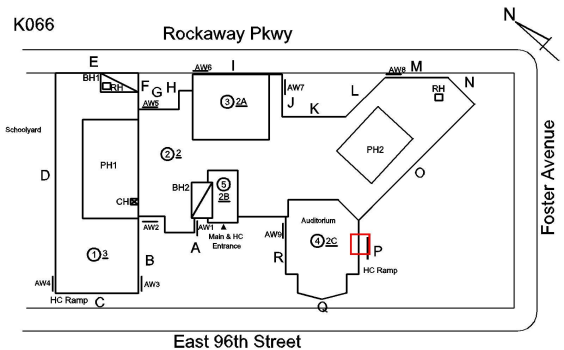 K066
N
Rockaway Pkwy
E
AW6
I
AW8
M
BH1
RH
F
G
H
AW7
L
RH
N
AW5
3 2A
J
K
Schoolyard
PH1
2 2
PH2
D
5
2B
O
Foster Avenue
CH
BH2
AW2
AW1
Main & HC
Entrance
AW9
Auditorium
4 2C
P
A
1 3
B
R
HC Ramp
AW4
AW3
HC Ramp
C
Q
East 96th Street